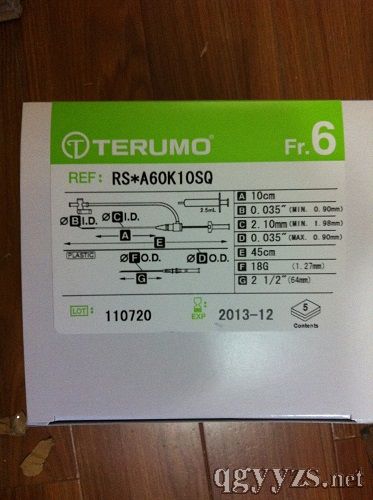 TERUMO® Fr.6
REF: RS*A60K10SQ
2.5mL
Ø B I.D. Ø C I.D.
A
E
PLASTIC
Ø F O.D. Ø D O.D.
G
A 10cm
B 0.035" (MIN. 0.90mm)
C 2.10mm (MIN. 1.98mm)
D 0.035" (MAX. 0.90mm)
E 45cm
F 18G (1.27mm)
G 2 1/2" (64mm)
LOT 110720
EXP 2013-12
5
Contents
qgyyzs.net